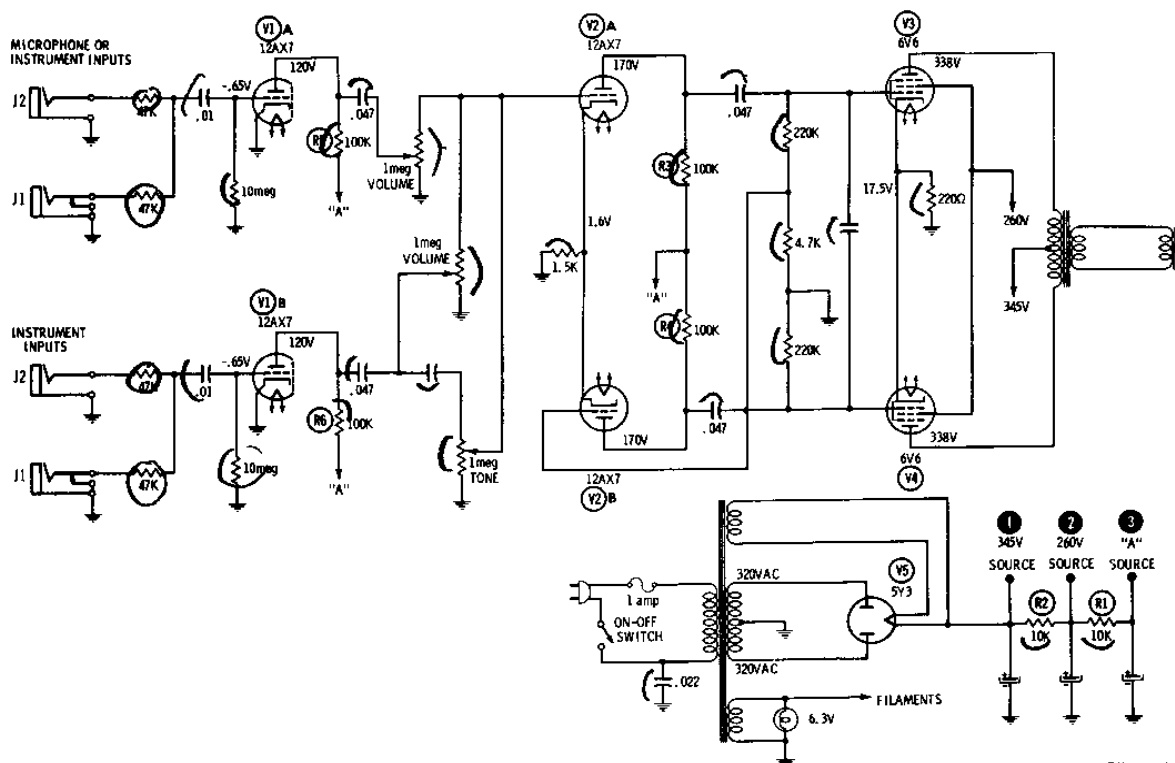 MICROPHONE OR
INSTRUMENT INPUTS
J2
47K
.01
-.65V
V1 A
12AX7
120V
10meg
J1
47K
100K
"A"
.047
1meg
VOLUME
V2 A
12AX7
170V
1.6V
1.5K
R3
100K
"A"
R4
100K
.047
220K
4.7K
220K
V3
6V6
338V
17.5V
220Ω
260V
345V
1meg
VOLUME
INSTRUMENT
INPUTS
J2
47K
.01
-.65V
V1 B
12AX7
120V
10meg
J1
47K
R6
100K
"A"
.047
1meg
TONE
170V
12AX7
V2 B
.047
338V
6V6
V4
1 amp
ON-OFF
SWITCH
.022
320VAC
320VAC
V5
5Y3
6.3V
FILAMENTS
1
345V
SOURCE
2
260V
SOURCE
3
"A"
SOURCE
R2
10K
R1
10K